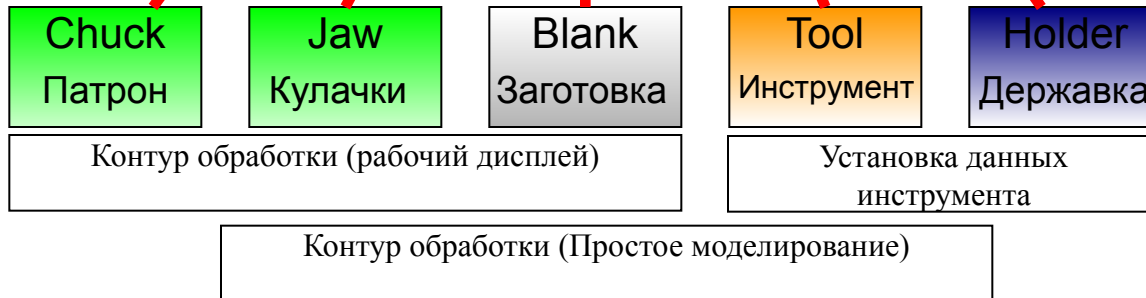 Chuck
Патрон
Jaw
Кулачки
Blank
Заготовка
Tool
Инструмент
Holder
Державка
Контур обработки (рабочий дисплей)
Установка данных
инструмента
Контур обработки (Простое моделирование)